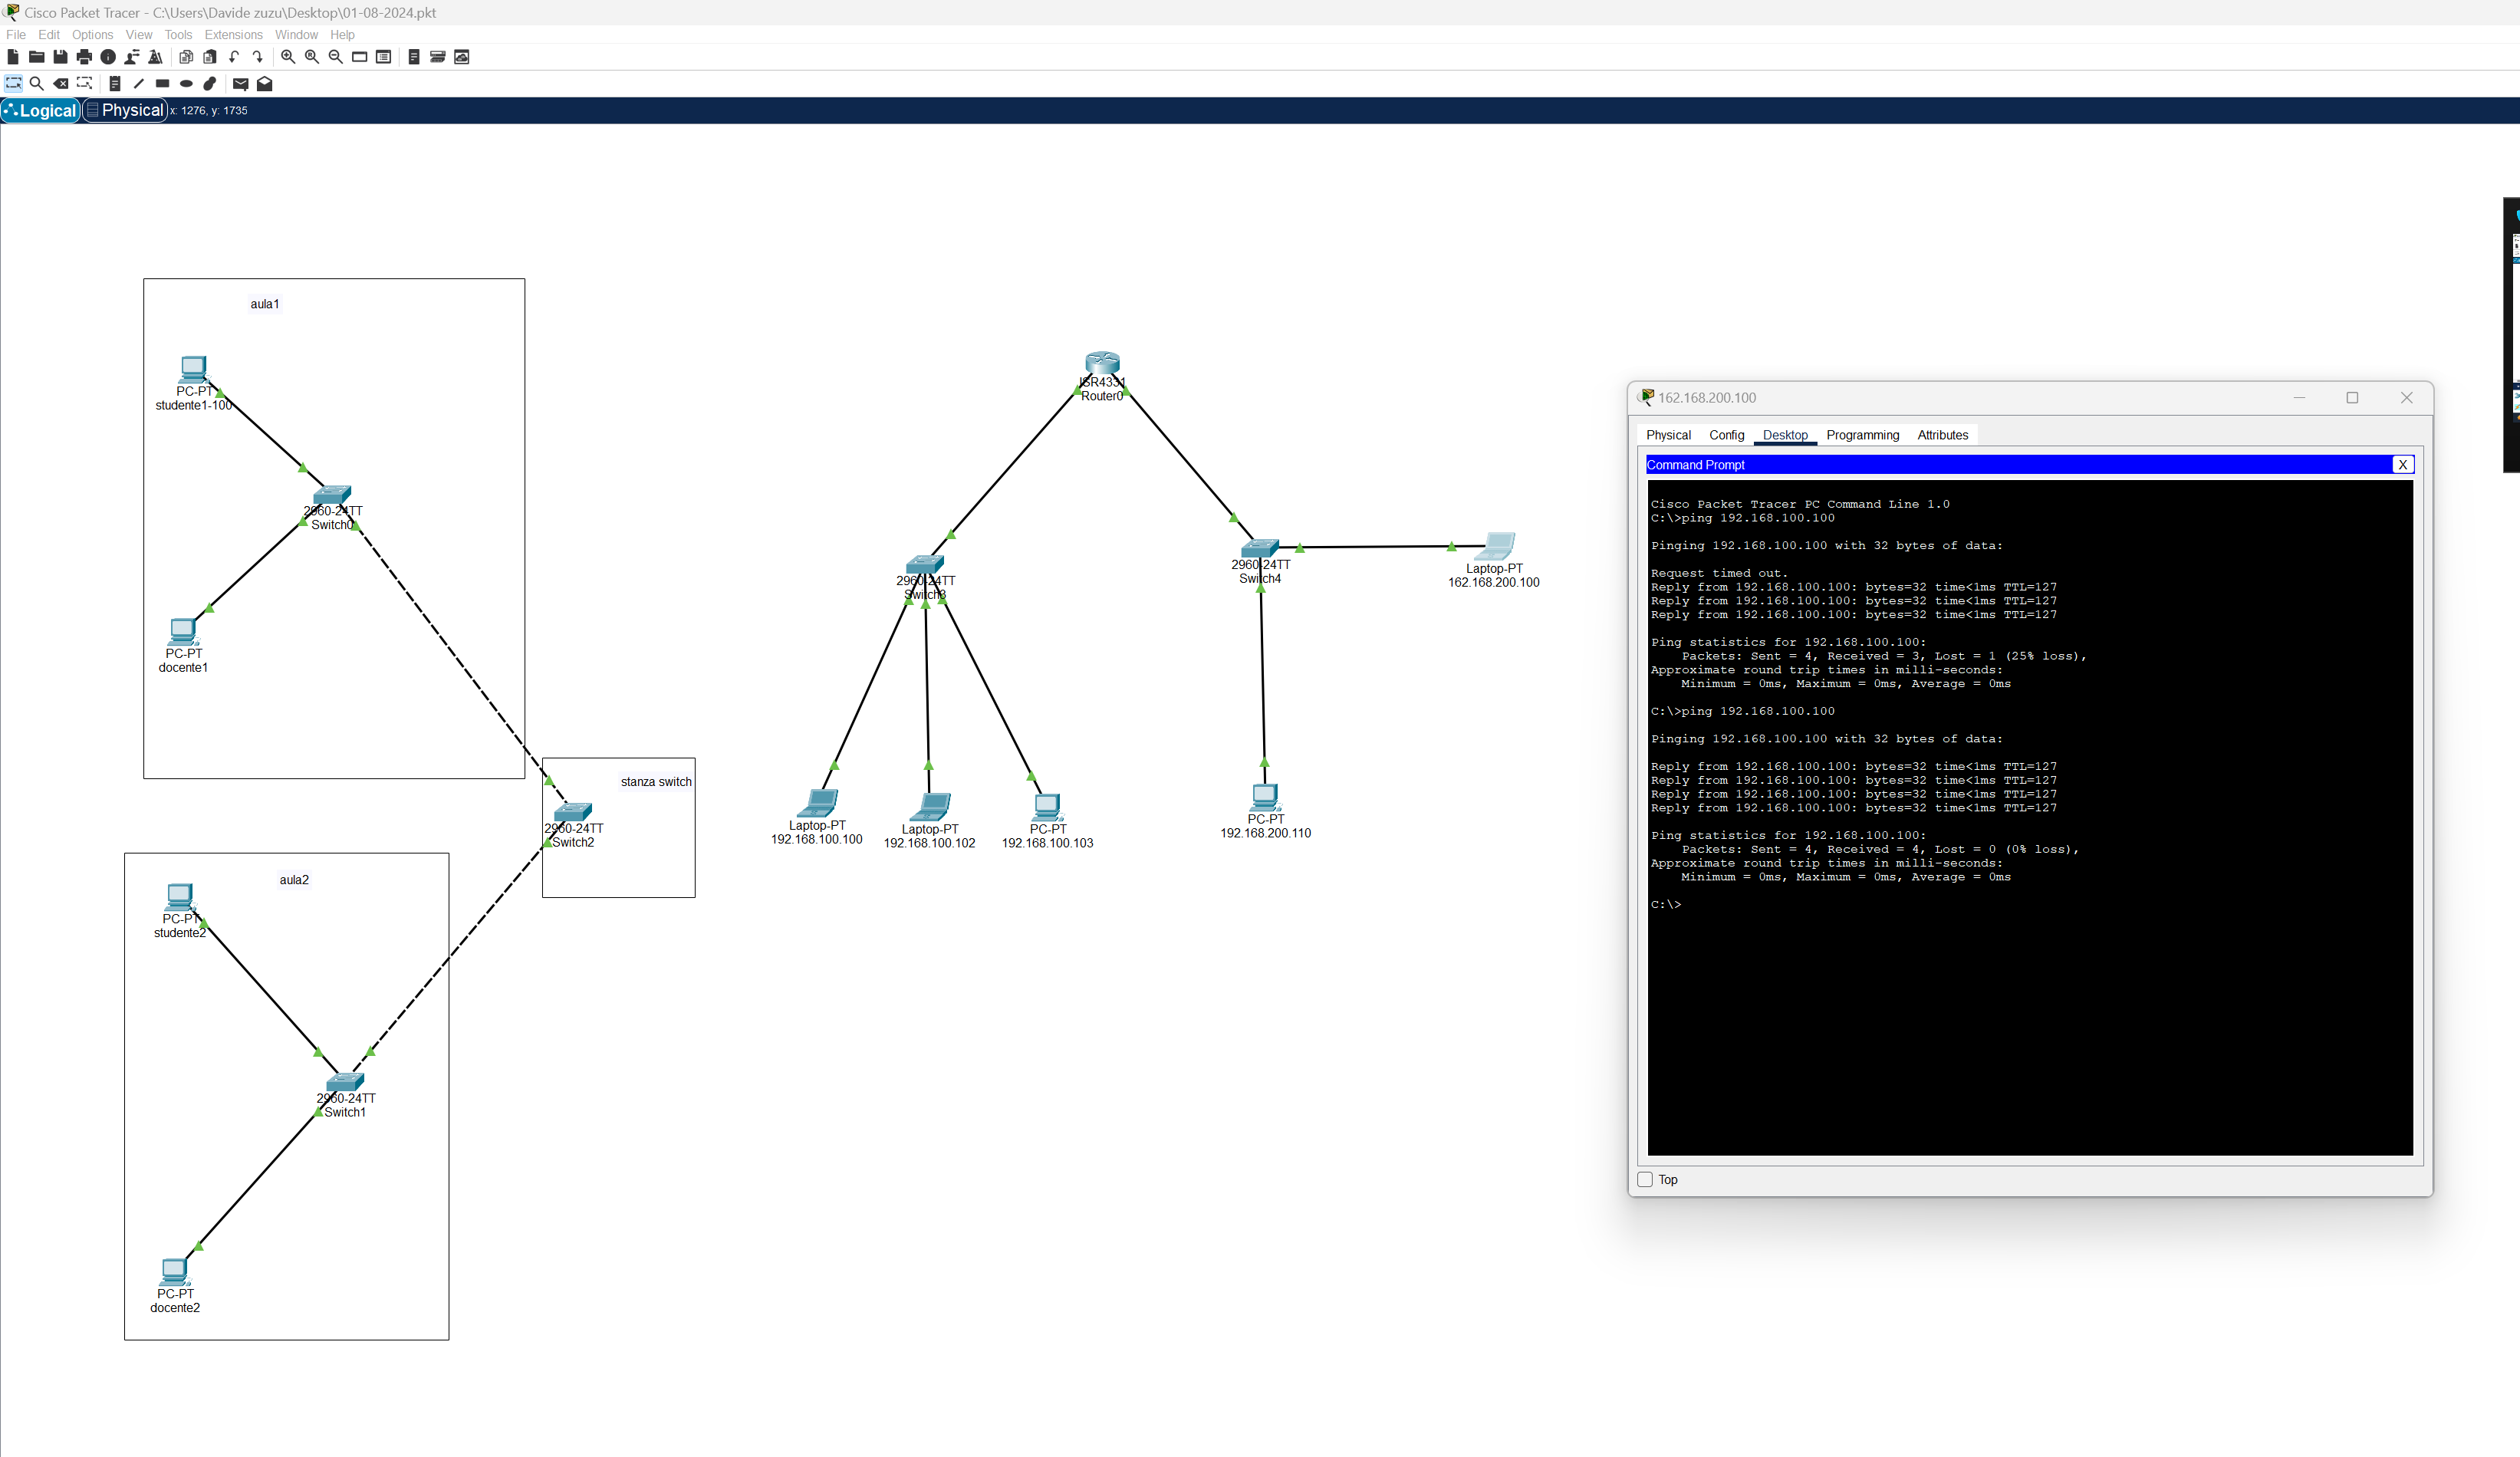 Cisco Packet Tracer - C:\Users\Davide zuzu\Desktop\01-08-2024.pkt
File Edit Options View Tools Extensions Window Help
Logical Physical x: 1276, y: 1735
aula1
PC-PT
studente1-100
2960-24TT
Switch0
PC-PT
docente1
stanza switch
2960-24TT
Switch2
aula2
PC-PT
studente2
2960-24TT
Switch1
PC-PT
docente2
ISR4331
Router0
2960-24TT
Switch3
2960-24TT
Switch4
Laptop-PT
162.168.200.100
Laptop-PT
192.168.100.100
Laptop-PT
192.168.100.102
PC-PT
192.168.100.103
PC-PT
192.168.200.110
162.168.200.100
Physical Config Desktop Programming Attributes
Command Prompt X
Cisco Packet Tracer PC Command Line 1.0
C:\>ping 192.168.100.100
Pinging 192.168.100.100 with 32 bytes of data:
Request timed out.
Reply from 192.168.100.100: bytes=32 time<1ms TTL=127
Reply from 192.168.100.100: bytes=32 time<1ms TTL=127
Reply from 192.168.100.100: bytes=32 time<1ms TTL=127
Ping statistics for 192.168.100.100:
Packets: Sent = 4, Received = 3, Lost = 1 (25% loss),
Approximate round trip times in milli-seconds:
Minimum = 0ms, Maximum = 0ms, Average = 0ms
C:\>ping 192.168.100.100
Pinging 192.168.100.100 with 32 bytes of data:
Reply from 192.168.100.100: bytes=32 time<1ms TTL=127
Reply from 192.168.100.100: bytes=32 time<1ms TTL=127
Reply from 192.168.100.100: bytes=32 time<1ms TTL=127
Reply from 192.168.100.100: bytes=32 time<1ms TTL=127
Ping statistics for 192.168.100.100:
Packets: Sent = 4, Received = 4, Lost = 0 (0% loss),
Approximate round trip times in milli-seconds:
Minimum = 0ms, Maximum = 0ms, Average = 0ms
C:\>
Top